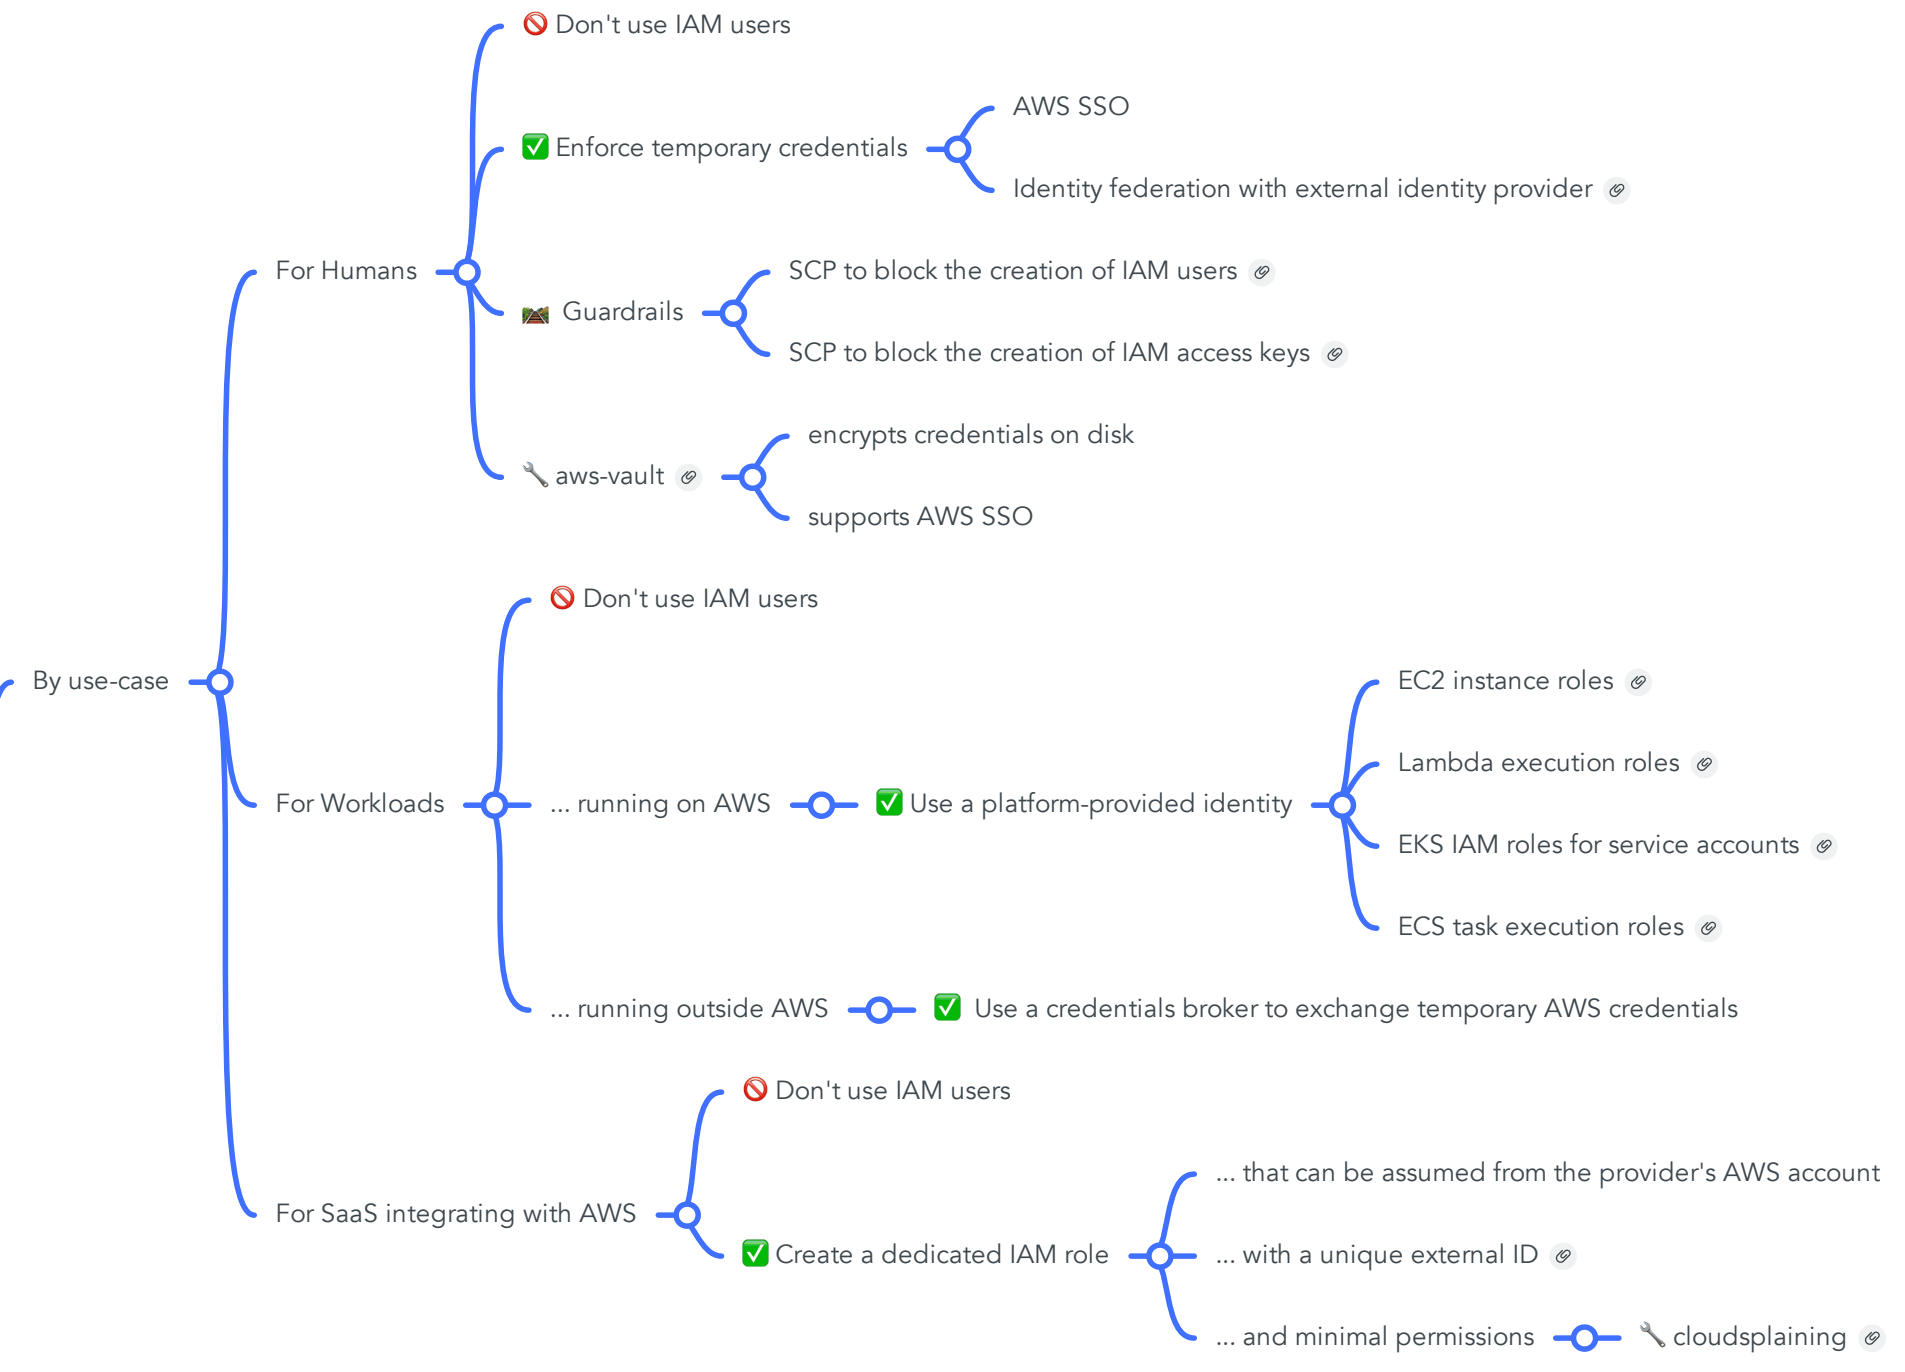 🚫 Don't use IAM users
AWS SSO
✅ Enforce temporary credentials
Identity federation with external identity provider
For Humans
SCP to block the creation of IAM users
🛤️ Guardrails
SCP to block the creation of IAM access keys
encrypts credentials on disk
🔧 aws-vault
supports AWS SSO
🚫 Don't use IAM users
By use-case
EC2 instance roles
Lambda execution roles
For Workloads
... running on AWS
✅ Use a platform-provided identity
EKS IAM roles for service accounts
ECS task execution roles
... running outside AWS
✅ Use a credentials broker to exchange temporary AWS credentials
🚫 Don't use IAM users
... that can be assumed from the provider's AWS account
For SaaS integrating with AWS
✅ Create a dedicated IAM role
... with a unique external ID
... and minimal permissions
🔧 cloudsplaining